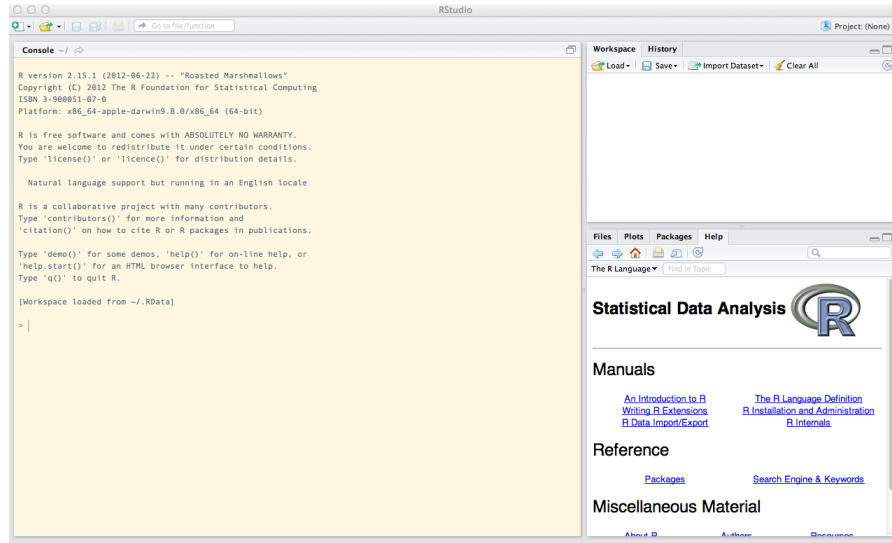 RStudio
Go to file/function
Project: (None)
Console ~/
R version 2.15.1 (2012-06-22) -- "Roasted Marshmallows"
Copyright (C) 2012 The R Foundation for Statistical Computing
ISBN 3-900051-07-0
Platform: x86_64-apple-darwin9.8.0/x86_64 (64-bit)
R is free software and comes with ABSOLUTELY NO WARRANTY.
You are welcome to redistribute it under certain conditions.
Type 'license()' or 'licence()' for distribution details.
Natural language support but running in an English locale
R is a collaborative project with many contributors.
Type 'contributors()' for more information and
'citation()' on how to cite R or R packages in publications.
Type 'demo()' for some demos, 'help()' for on-line help, or
'help.start()' for an HTML browser interface to help.
Type 'q()' to quit R.
[Workspace loaded from ~/.RData]
>
Workspace History
Load Save Import Dataset Clear All
Files Plots Packages Help
The R Language Find in Topic
Statistical Data Analysis R
Manuals
An Introduction to R The R Language Definition
Writing R Extensions R Installation and Administration
R Data Import/Export R Internals
Reference
Packages Search Engine & Keywords
Miscellaneous Material
About R Authors Resources